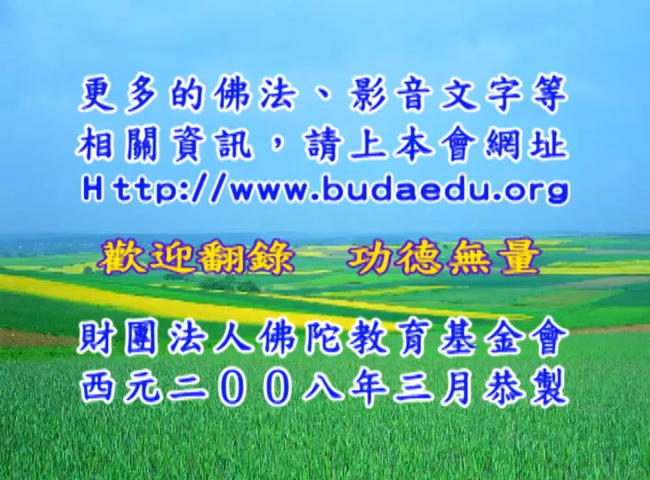 更多的佛法、影音文字等
相關資訊，請上本會網址
Http://www.budaedu.org
歡迎翻錄　功德無量
財團法人佛陀教育基金會
西元二００八年三月恭製